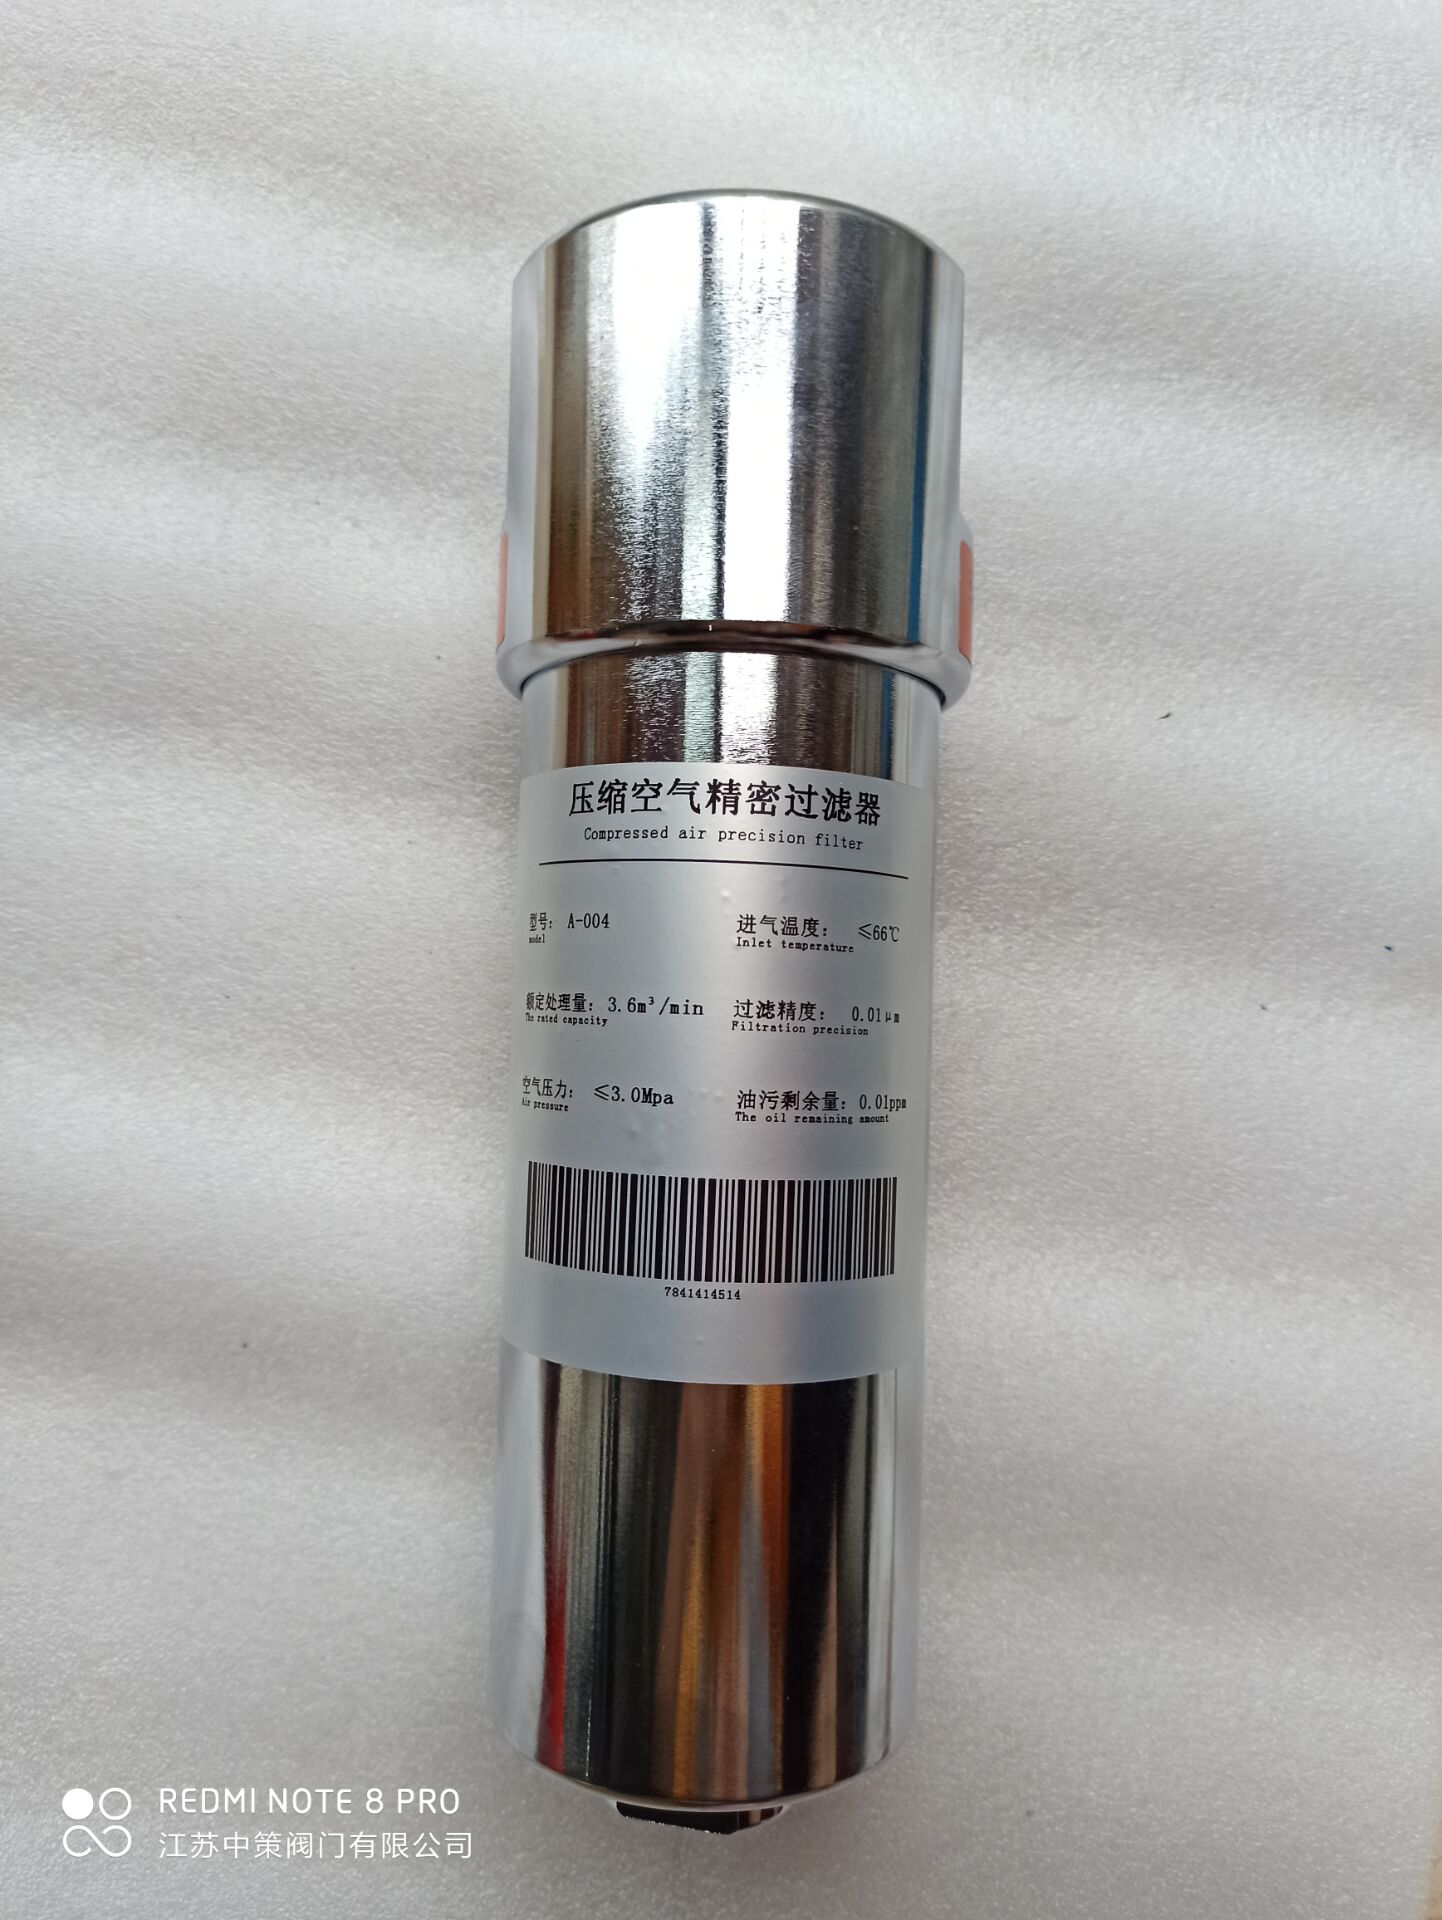 压缩空气精密过滤器
Compressed air precision filter
型号: A-004
model
进气温度: ≤66℃
Inlet temperature
额定处理量: 3.6m³/min
The rated capacity
过滤精度: 0.01μm
Filtration precision
空气压力: ≤3.0Mpa
Air pressure
油污剩余量: 0.01ppm
The oil remaining amount
7841414514
REDMI NOTE 8 PRO
江苏中策阀门有限公司